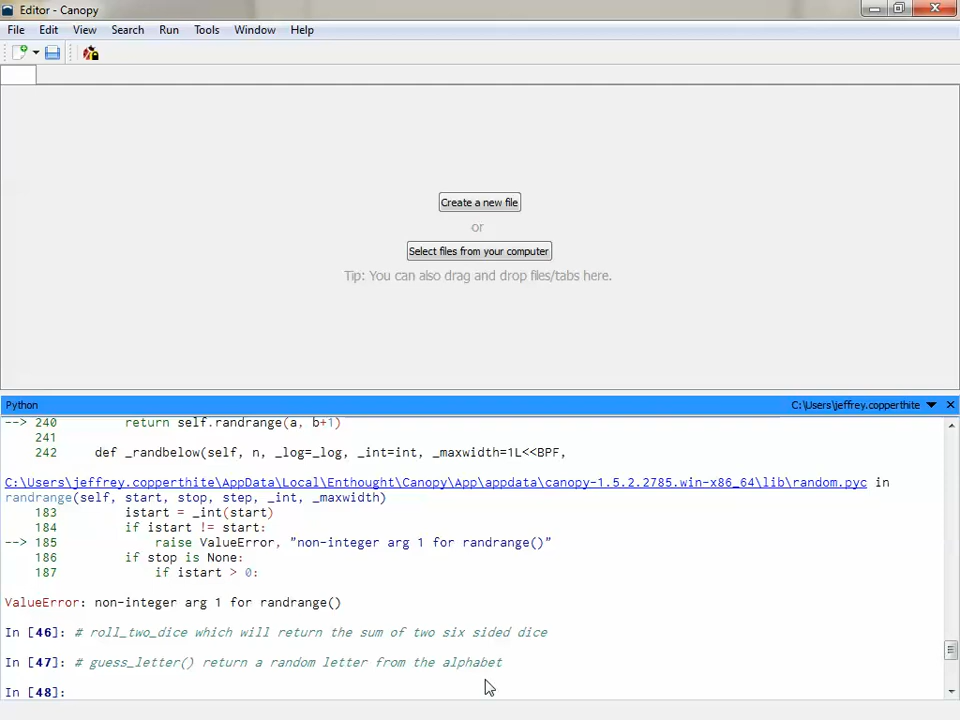 Editor - Canopy
File Edit View Search Run Tools Window Help
Create a new file
or
Select files from your computer
Tip: You can also drag and drop files/tabs here.
Python C:\Users\jeffrey.copperthite
--> 240 return self.randrange(a, b+1)
241
242 def _randbelow(self, n, _log=_log, _int=int, _maxwidth=1L<<BPF,
C:\Users\jeffrey.copperthite\AppData\Local\Enthought\Canopy\App\appdata\canopy-1.5.2.2785.win-x86_64\lib\random.pyc in
randrange(self, start, stop, step, _int, _maxwidth)
183 istart = _int(start)
184 if istart != start:
--> 185 raise ValueError, "non-integer arg 1 for randrange()"
186 if stop is None:
187 if istart > 0:
ValueError: non-integer arg 1 for randrange()
In [46]: # roll_two_dice which will return the sum of two six sided dice
In [47]: # guess_letter() return a random letter from the alphabet
In [48]: